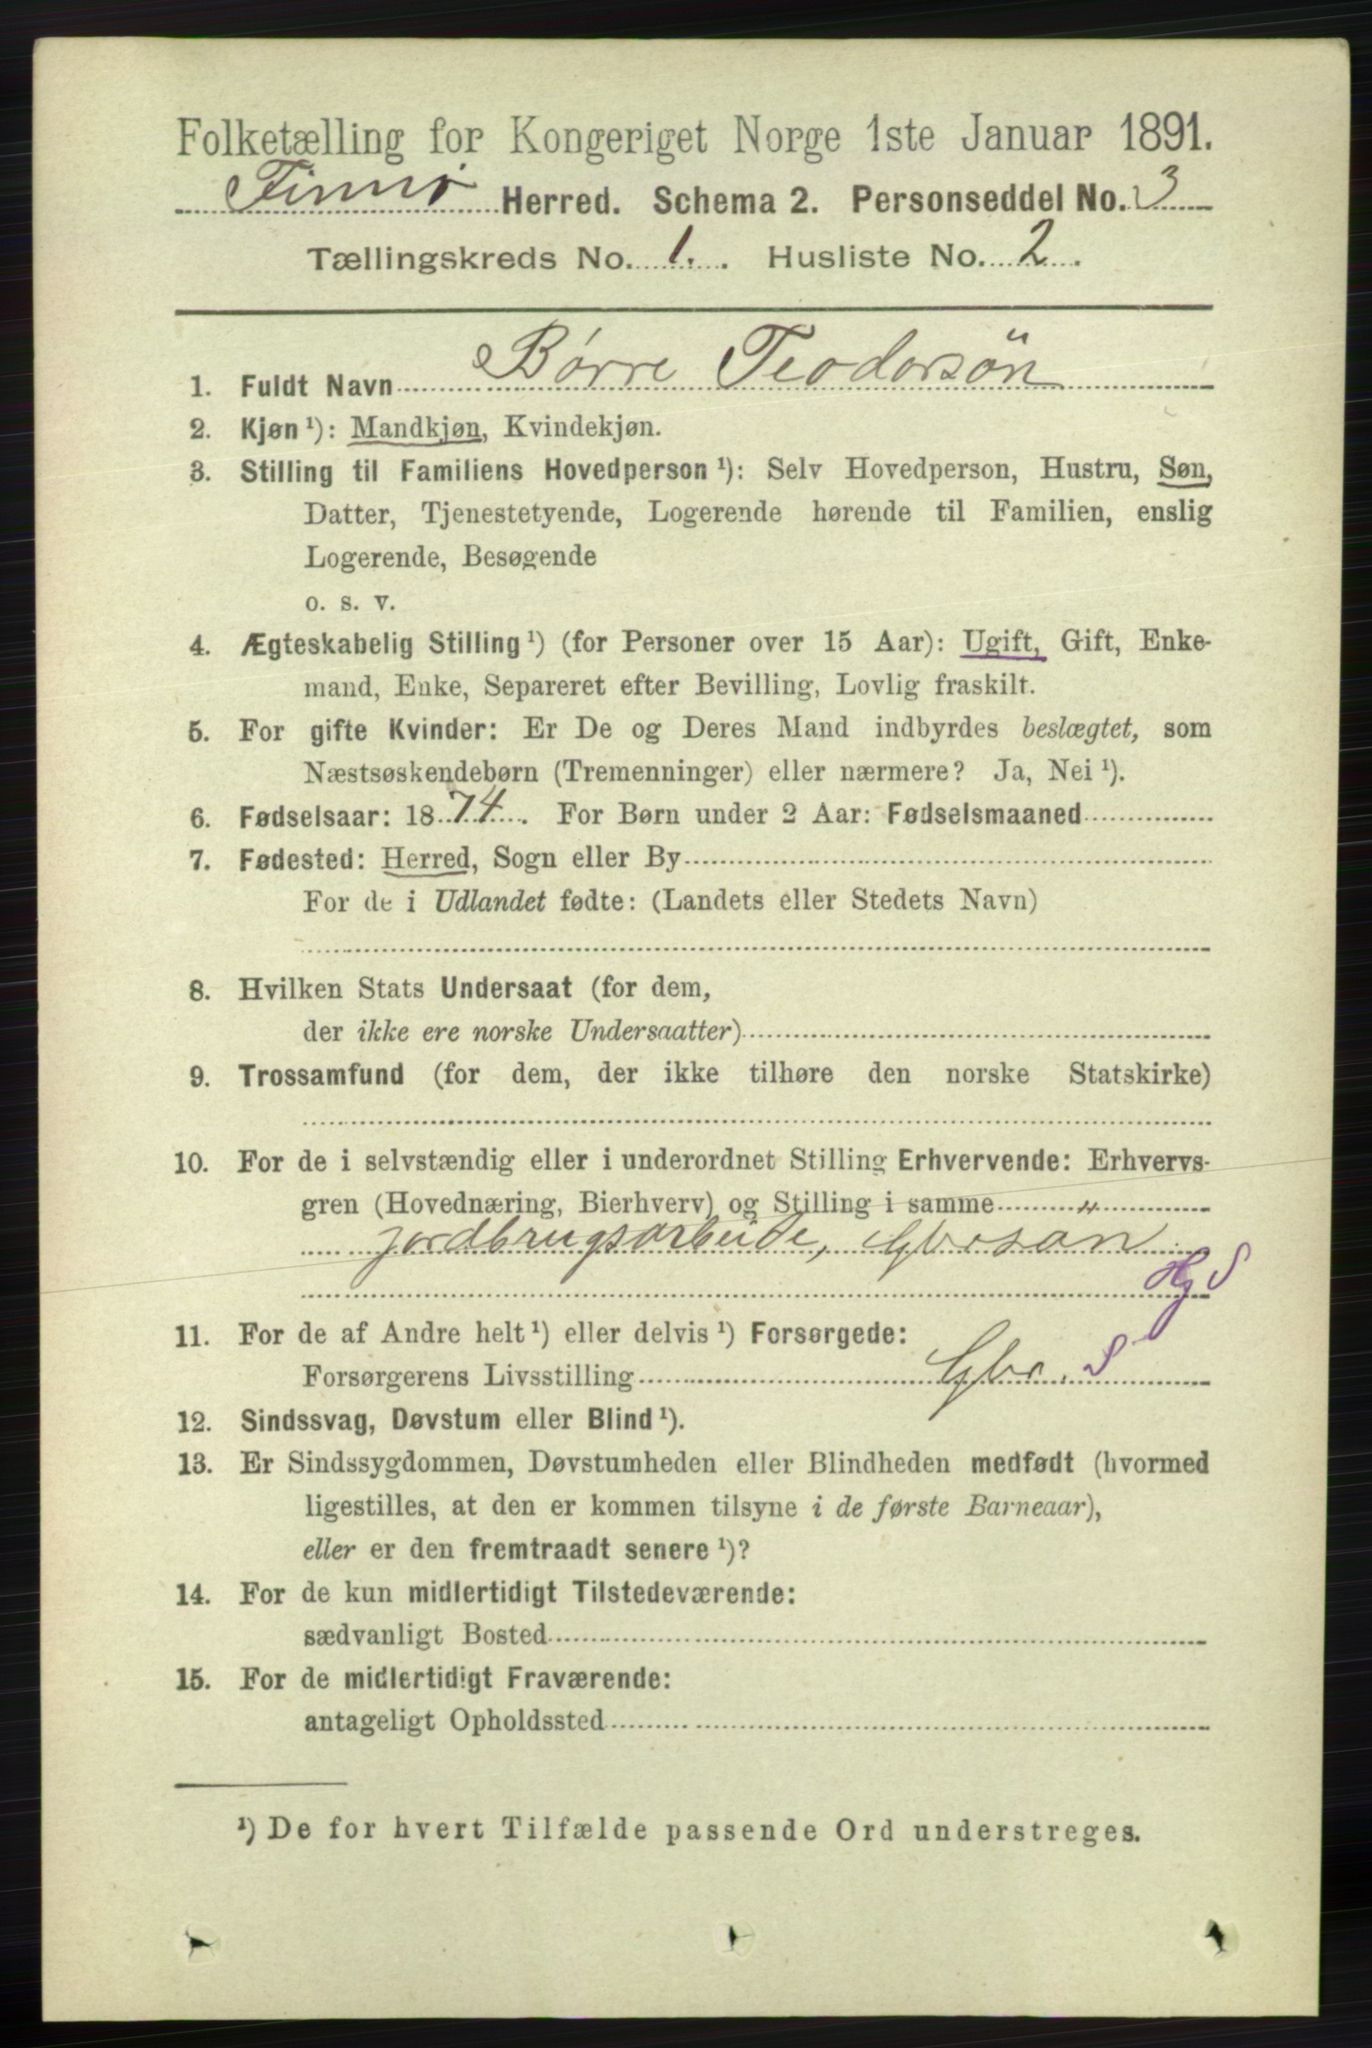 Folketælling for Kongeriget Norge 1ste Januar 1891.
Finnø Herred. Schema 2. Personseddel No. 3
Tællingskreds No. 1. Husliste No. 2.
1. Fuldt Navn Børre Teodorsön
2. Kjøn ¹): Mandkjøn, Kvindekjøn.
3. Stilling til Familiens Hovedperson ¹): Selv Hovedperson, Hustru, Søn,
Datter, Tjenestetyende, Logerende hørende til Familien, enslig
Logerende, Besøgende
o. s. v.
4. Ægteskabelig Stilling ¹) (for Personer over 15 Aar): Ugift, Gift, Enke-
mand, Enke, Separeret efter Bevilling, Lovlig fraskilt.
5. For gifte Kvinder: Er De og Deres Mand indbyrdes beslægtet, som
Næstsøskendebørn (Tremenninger) eller nærmere? Ja, Nei ¹).
6. Fødselsaar: 1874. For Børn under 2 Aar: Fødselsmaaned
7. Fødested: Herred, Sogn eller By
For de i Udlandet fødte: (Landets eller Stedets Navn)
8. Hvilken Stats Undersaat (for dem,
der ikke ere norske Undersaatter)
9. Trossamfund (for dem, der ikke tilhøre den norske Statskirke)
10. For de i selvstændig eller i underordnet Stilling Erhvervende: Erhvervs-
gren (Hovednæring, Bierhverv) og Stilling i samme
jordbrugsarbeide, Gbrsön
Hg S
11. For de af Andre helt ¹) eller delvis ¹) Forsørgede:
Forsørgerens Livsstilling Gbr. S
12. Sindssvag, Døvstum eller Blind ¹).
13. Er Sindssygdommen, Døvstumheden eller Blindheden medfødt (hvormed
ligestilles, at den er kommen tilsyne i de første Barneaar),
eller er den fremtraadt senere ¹)?
14. For de kun midlertidigt Tilstedeværende:
sædvanligt Bosted
15. For de midlertidigt Fraværende:
antageligt Opholdssted
¹) De for hvert Tilfælde passende Ord understreges.